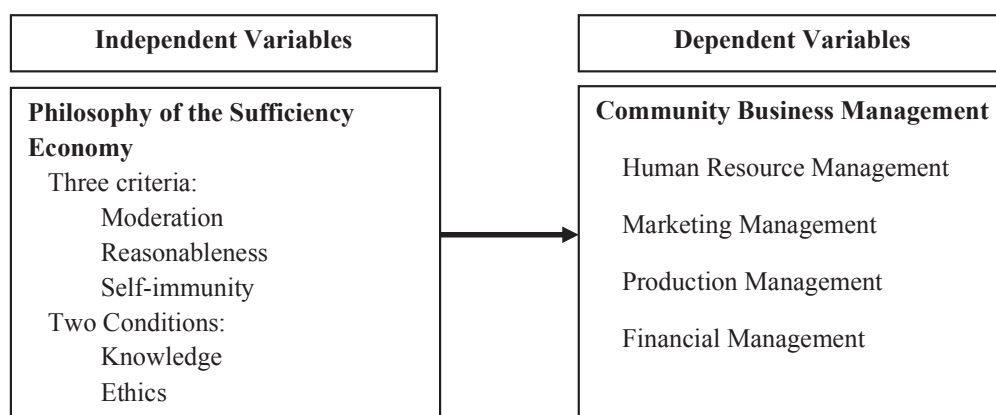 Independent Variables
Philosophy of the Sufficiency
Economy
Three criteria:
Moderation
Reasonableness
Self-immunity
Two Conditions:
Knowledge
Ethics
Dependent Variables
Community Business Management
Human Resource Management
Marketing Management
Production Management
Financial Management